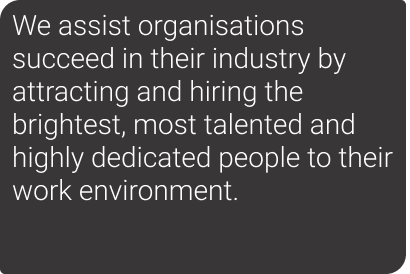 We assist organisations
succeed in their industry by
attracting and hiring the
brightest, most talented and
highly dedicated people to their
work environment.